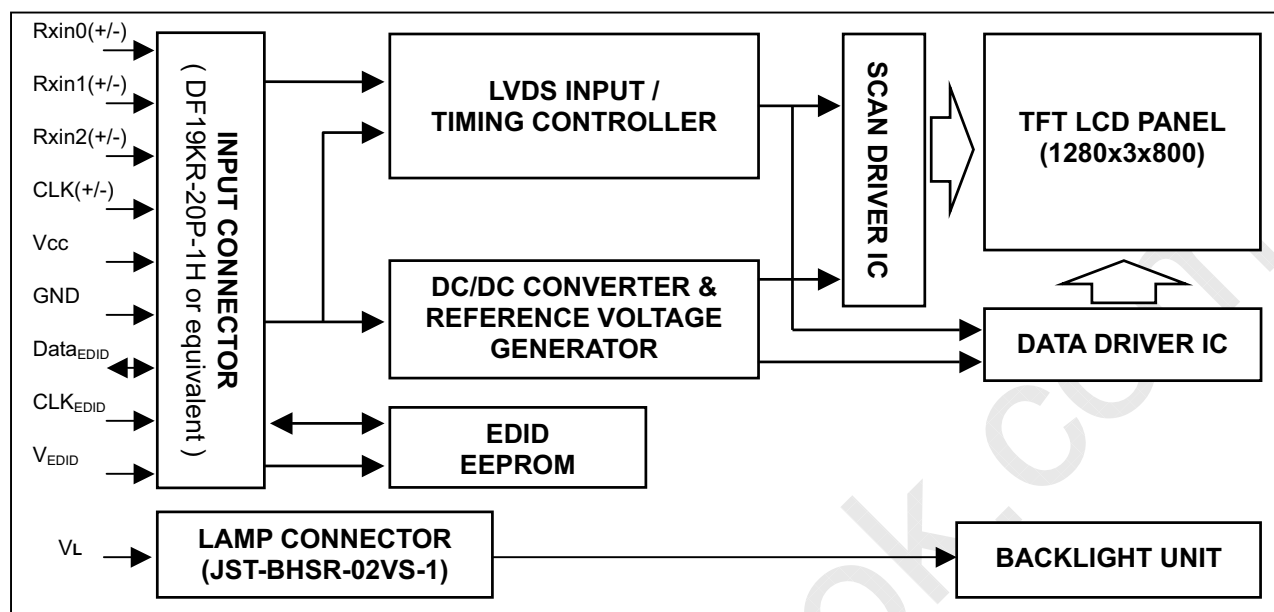 Rxin0(+/-)
Rxin1(+/-)
Rxin2(+/-)
CLK(+/-)
Vcc
GND
DataEDID
CLKEDID
VEDID
VL
INPUT CONNECTOR
( DF19KR-20P-1H or equivalent )
LVDS INPUT /
TIMING CONTROLLER
DC/DC CONVERTER &
REFERENCE VOLTAGE
GENERATOR
EDID
EEPROM
SCAN DRIVER IC
TFT LCD PANEL
(1280x3x800)
DATA DRIVER IC
LAMP CONNECTOR
(JST-BHSR-02VS-1)
BACKLIGHT UNIT
ok.com